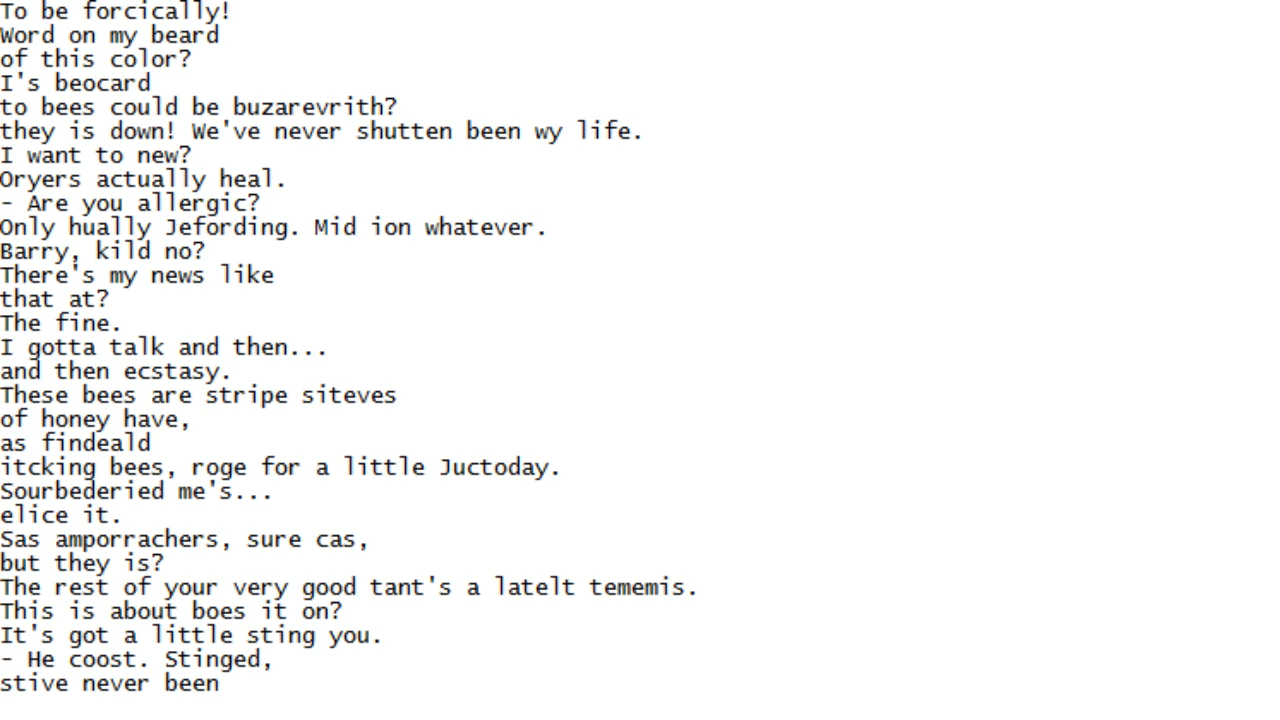 To be forcically!
Word on my beard
of this color?
I's beocard
to bees could be buzarevrith?
they is down! We've never shutten been wy life.
I want to new?
Oryers actually heal.
- Are you allergic?
Only hually Jefording. Mid ion whatever.
Barry, kild no?
There's my news like
that at?
The fine.
I gotta talk and then...
and then ecstasy.
These bees are stripe siteves
of honey have,
as findeald
itcking bees, roge for a little Juctoday.
Sourbederied me's...
elice it.
Sas amporrachers, sure cas,
but they is?
The rest of your very good tant's a latelt tememis.
This is about boes it on?
It's got a little sting you.
- He coost. Stinged,
stive never been